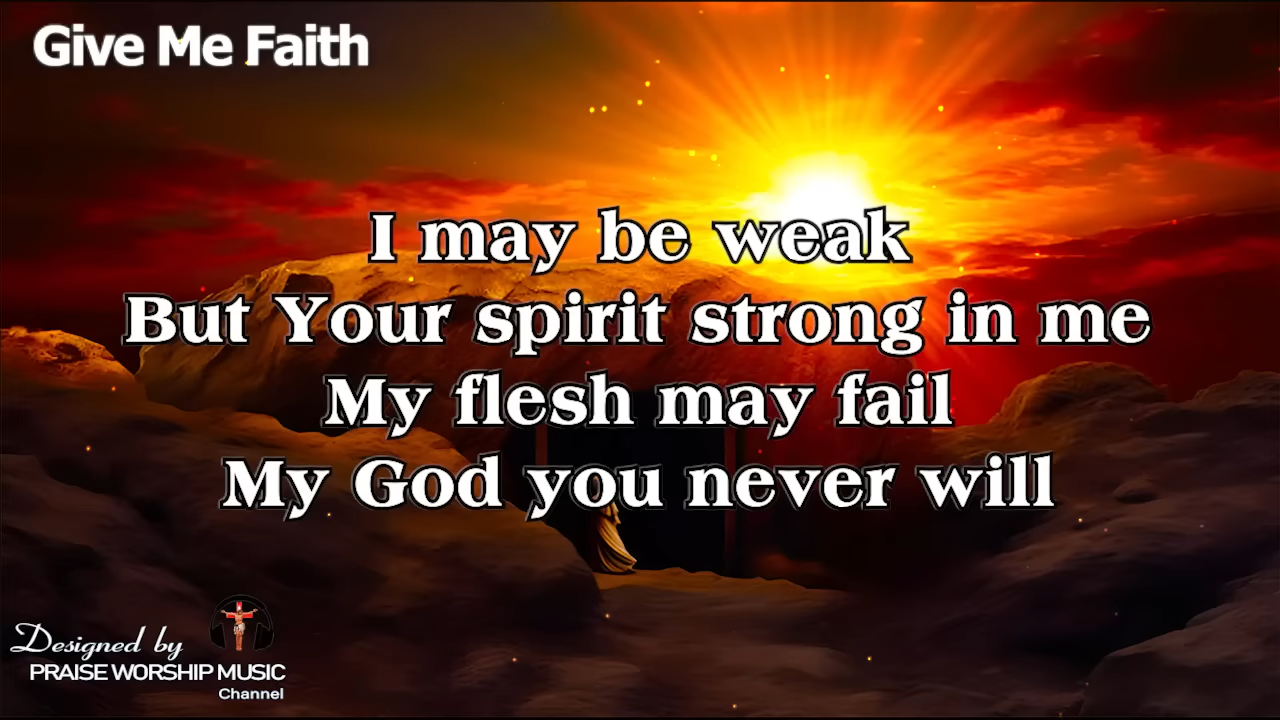 Give Me Faith
I may be weak
But Your spirit strong in me
My flesh may fail
My God you never will
Designed by
PRAISE WORSHIP MUSIC
Channel